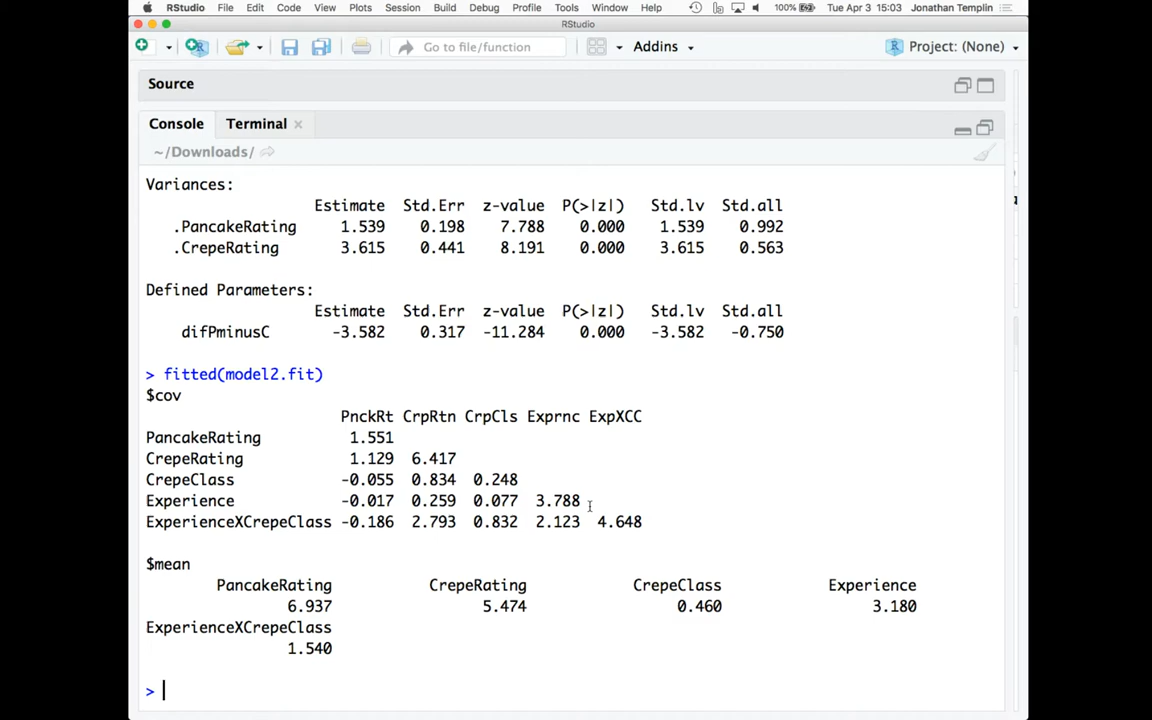 RStudio File Edit Code View Plots Session Build Debug Profile Tools Window Help 100% Tue Apr 3 15:03 Jonathan Templin
RStudio
Go to file/function Addins Project: (None)
Source
Console Terminal
~/Downloads/
Variances:
Estimate Std.Err z-value P(>|z|) Std.lv Std.all
.PancakeRating 1.539 0.198 7.788 0.000 1.539 0.992
.CrepeRating 3.615 0.441 8.191 0.000 3.615 0.563
Defined Parameters:
Estimate Std.Err z-value P(>|z|) Std.lv Std.all
difPminusC -3.582 0.317 -11.284 0.000 -3.582 -0.750
> fitted(model2.fit)
$cov
PnckRt CrpRtn CrpCls Exprnc ExpXCC
PancakeRating 1.551
CrepeRating 1.129 6.417
CrepeClass -0.055 0.834 0.248
Experience -0.017 0.259 0.077 3.788
ExperienceXCrepeClass -0.186 2.793 0.832 2.123 4.648
$mean
PancakeRating CrepeRating CrepeClass Experience
6.937 5.474 0.460 3.180
ExperienceXCrepeClass
1.540
>